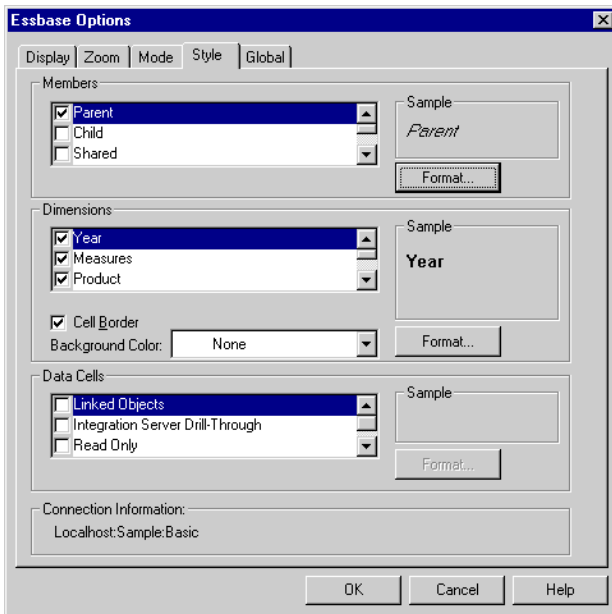 Essbase Options
Display Zoom Mode Style Global
Members
Parent
Child
Shared
Sample
Parent
Format...
Dimensions
Year
Measures
Product
Cell Border
Background Color: None
Sample
Year
Format...
Data Cells
Linked Objects
Integration Server Drill-Through
Read Only
Sample
Format...
Connection Information:
Localhost:Sample:Basic
OK Cancel Help